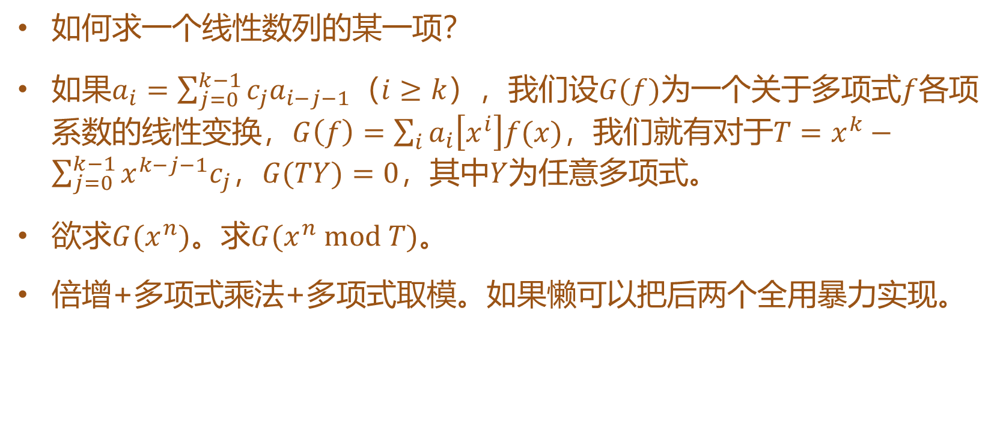 • 如何求一个线性数列的某一项？
• 如果$a_i = \sum_{j=0}^{k-1} c_j a_{i-j-1}$（$i \geq k$），我们设$G(f)$为一个关于多项式$f$各项
系数的线性变换，$G(f) = \sum_i a_i [x^i] f(x)$，我们就有对于$T = x^k -$
$\sum_{j=0}^{k-1} x^{k-j-1} c_j$，$G(TY) = 0$，其中$Y$为任意多项式。
• 欲求$G(x^n)$。求$G(x^n \bmod T)$。
• 倍增+多项式乘法+多项式取模。如果懒可以把后两个全用暴力实现。